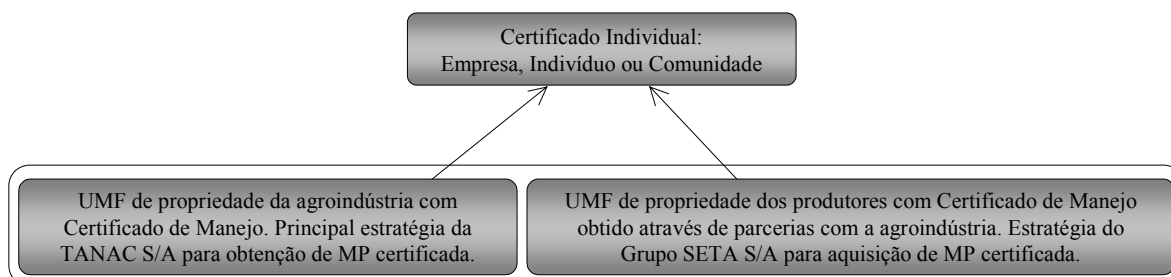 Certificado Individual:
Empresa, Indivíduo ou Comunidade
UMF de propriedade da agroindústria com
Certificado de Manejo. Principal estratégia da
TANAC S/A para obtenção de MP certificada.
UMF de propriedade dos produtores com Certificado de Manejo
obtido através de parcerias com a agroindústria. Estratégia do
Grupo SETA S/A para aquisição de MP certificada.